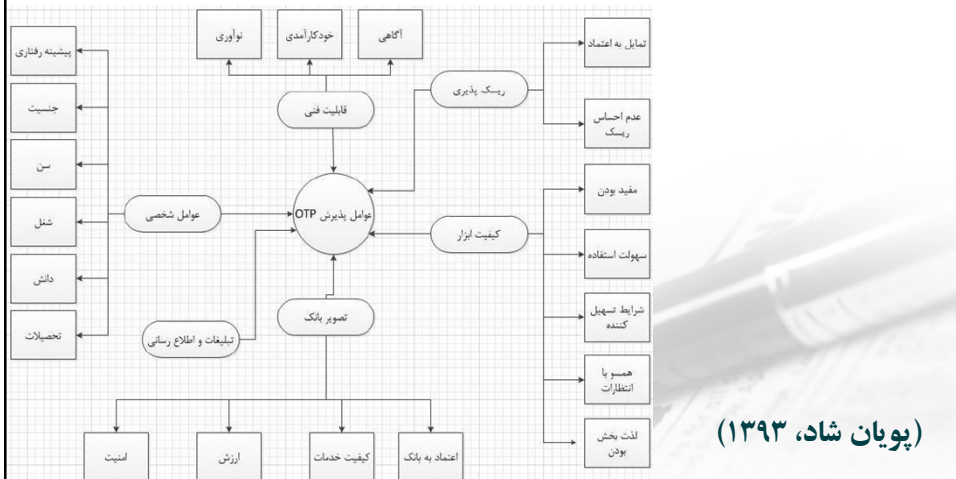 آگاهی
خودکارآمدی
نوآوری
تمایل به اعتماد
پیشینه رفتاری
ریسک پذیری
قابلیت فنی
جنسیت
عدم احساس
ریسک
سن
مفید بودن
عوامل پذیرش OTP
عوامل شخصی
شغل
کیفیت ابزار
سهولت استفاده
دانش
شرایط تسهیل
کننده
تصویر بانک
تبلیغات و اطلاع رسانی
تحصیلات
همسو با
انتظارات
لذت بخش
بودن
اعتماد به بانک
کیفیت خدمات
ارزش
امنیت
(پویان شاد، ۱۳۹۳)